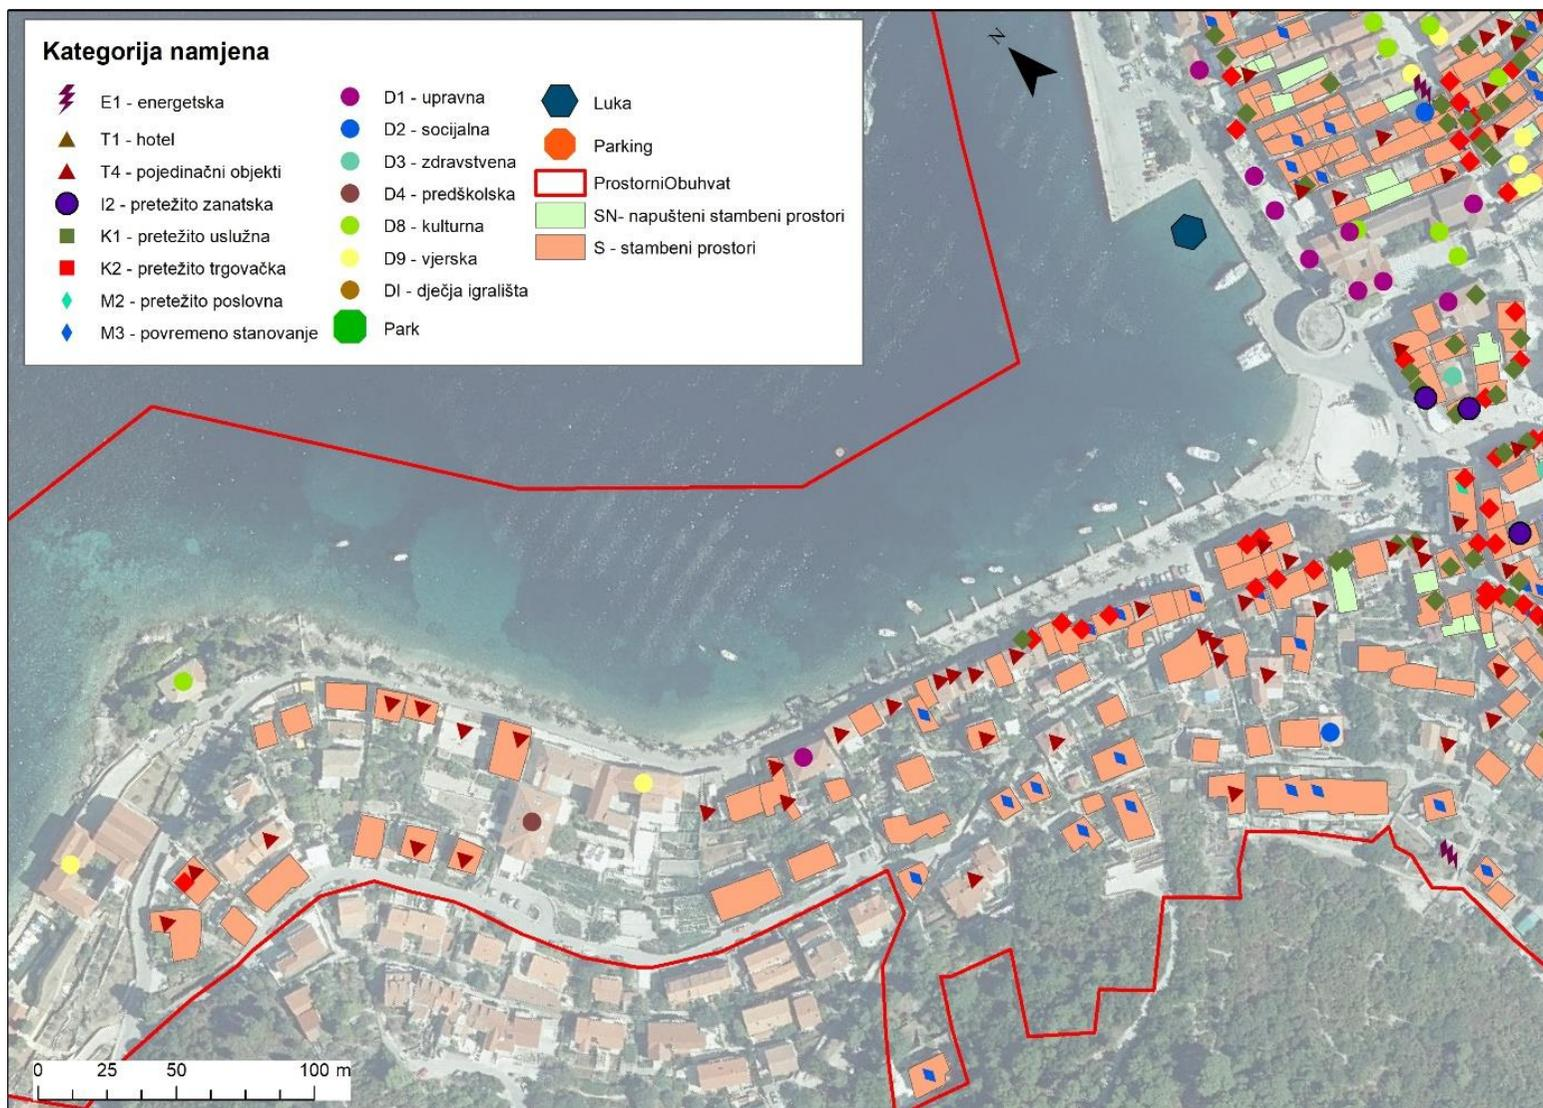 Kategorija namjena
E1 - energetska
T1 - hotel
T4 - pojedinačni objekti
I2 - pretežito zanatska
K1 - pretežito uslužna
K2 - pretežito trgovačka
M2 - pretežito poslovna
M3 - povremeno stanovanje
D1 - upravna
D2 - socijalna
D3 - zdravstvena
D4 - predškolska
D8 - kulturna
D9 - vjerska
DI - dječja igrališta
Park
Luka
Parking
ProstorniObuhvat
SN- napušteni stambeni prostori
S - stambeni prostori
N
0 25 50 100 m